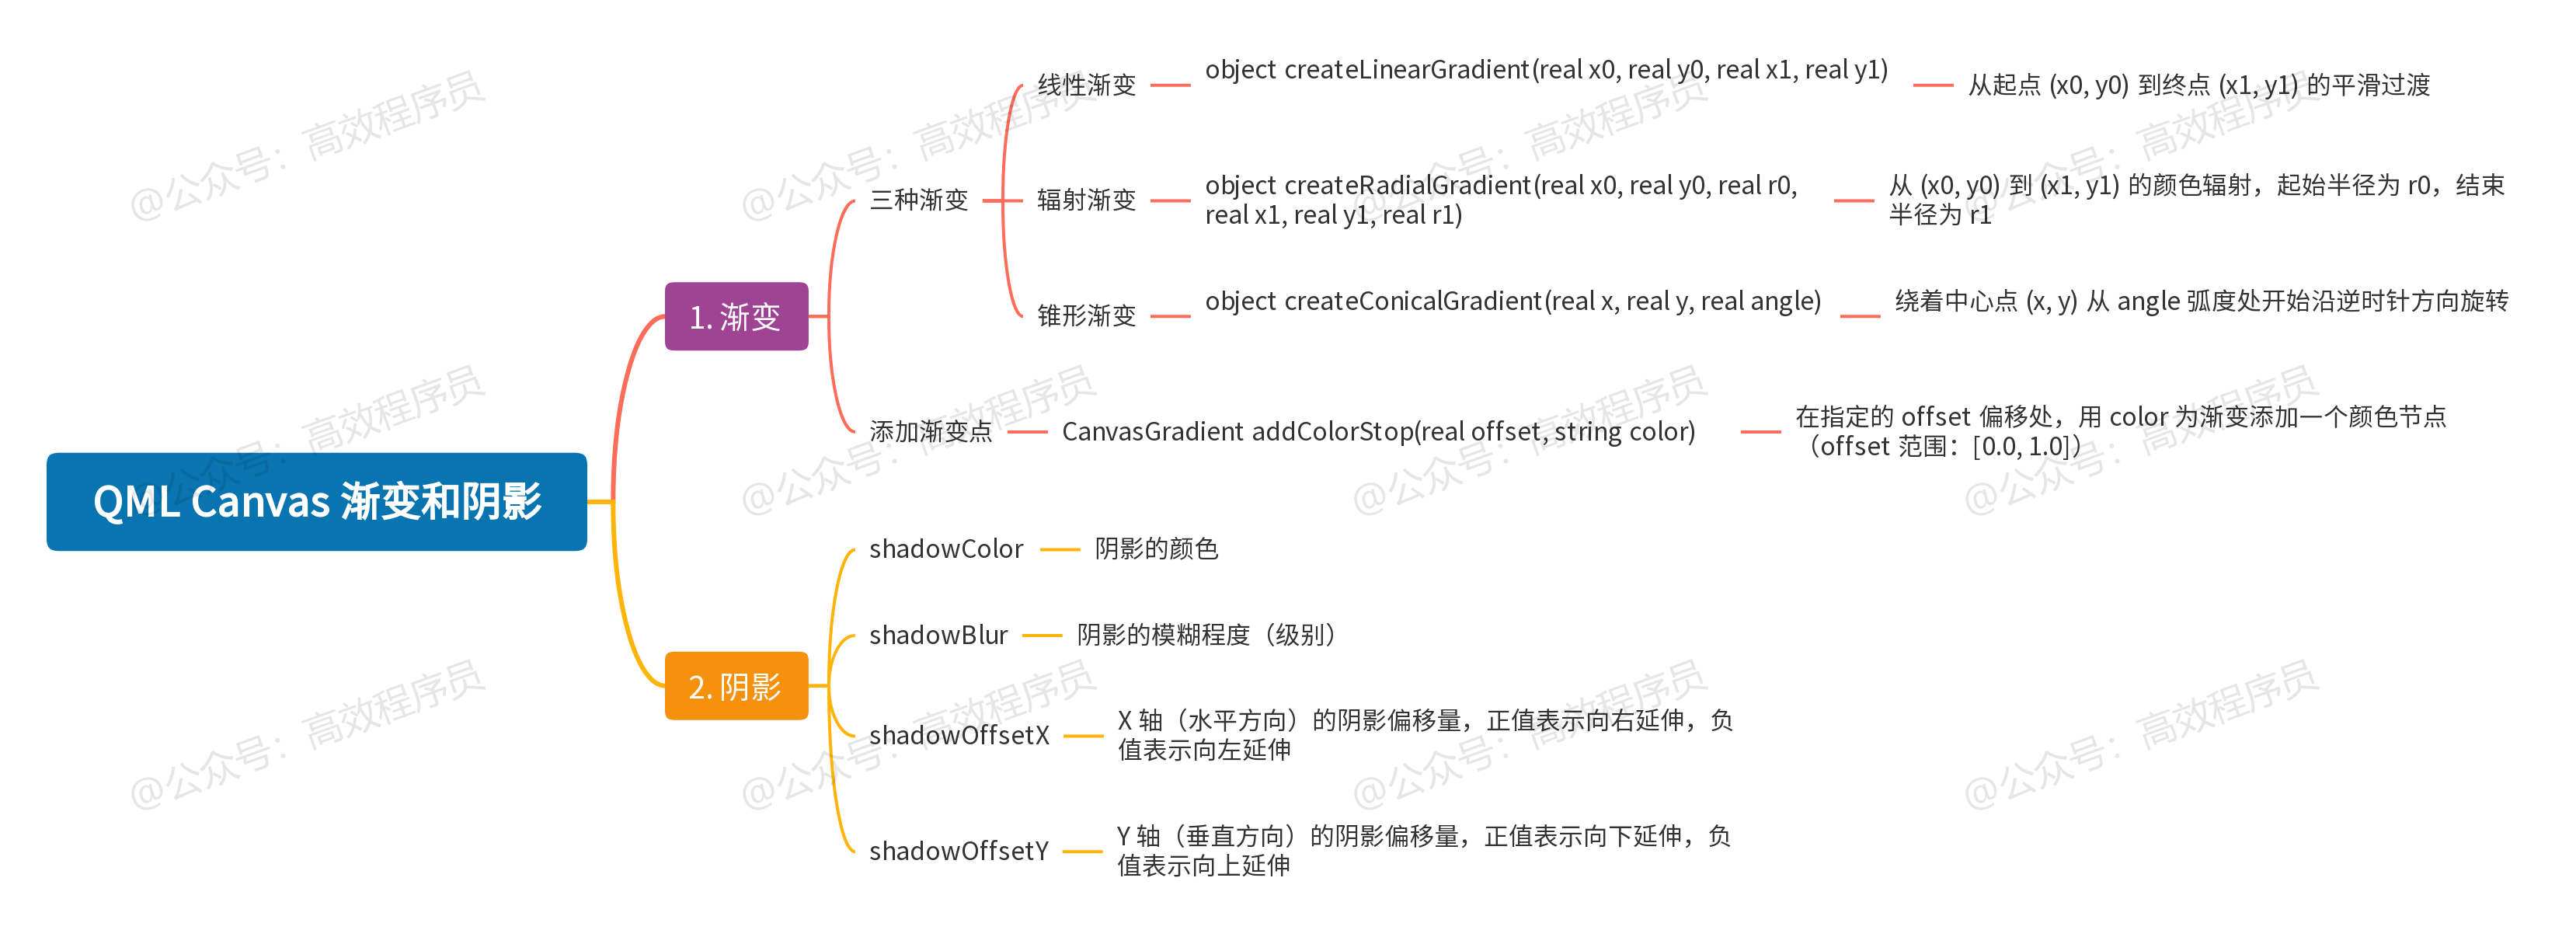 QML Canvas 渐变和阴影
1. 渐变
三种渐变
线性渐变
object createLinearGradient(real x0, real y0, real x1, real y1)
从起点 (x0, y0) 到终点 (x1, y1) 的平滑过渡
辐射渐变
object createRadialGradient(real x0, real y0, real r0,
real x1, real y1, real r1)
从 (x0, y0) 到 (x1, y1) 的颜色辐射，起始半径为 r0，结束
半径为 r1
锥形渐变
object createConicalGradient(real x, real y, real angle)
绕着中心点 (x, y) 从 angle 弧度处开始沿逆时针方向旋转
添加渐变点
CanvasGradient addColorStop(real offset, string color)
在指定的 offset 偏移处，用 color 为渐变添加一个颜色节点
（offset 范围：[0.0, 1.0]）
2. 阴影
shadowColor
阴影的颜色
shadowBlur
阴影的模糊程度（级别）
shadowOffsetX
X 轴（水平方向）的阴影偏移量，正值表示向右延伸，负
值表示向左延伸
shadowOffsetY
Y 轴（垂直方向）的阴影偏移量，正值表示向下延伸，负
值表示向上延伸
@公众号：高效程序员
@公众号：高效程序员
@公众号：高效程序员
@公众号：高效程序员
@公众号：高效程序员
@公众号：高效程序员
@公众号：高效程序员
@公众号：高效程序员
@公众号：高效程序员
@公众号：高效程序员
@公众号：高效程序员
@公众号：高效程序员